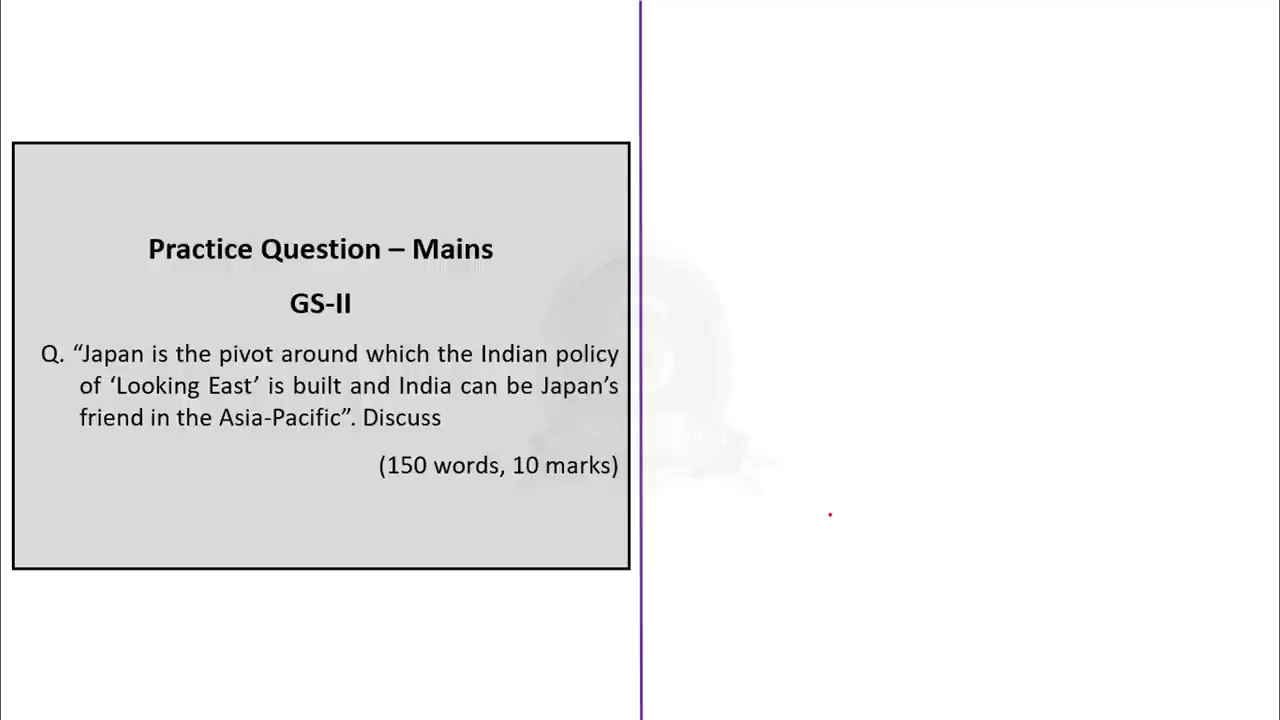 Practice Question – Mains
GS-II
Q. “Japan is the pivot around which the Indian policy
of ‘Looking East’ is built and India can be Japan’s
friend in the Asia-Pacific”. Discuss
(150 words, 10 marks)